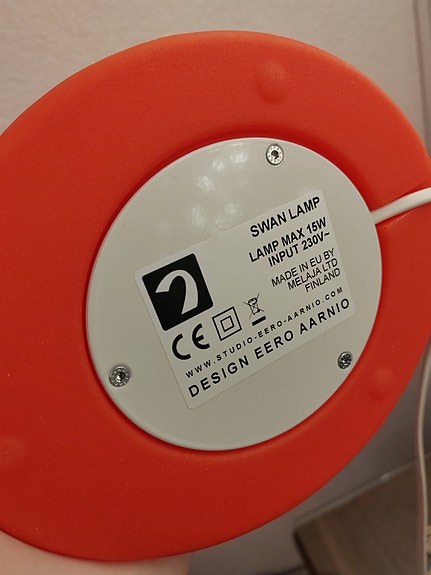 SWAN LAMP
LAMP MAX 15W
INPUT 230V~
MADE IN EU BY
MELAJA LTD
FINLAND
CE
WWW.STUDIO-EERO-AARNIO.COM
DESIGN EERO AARNIO